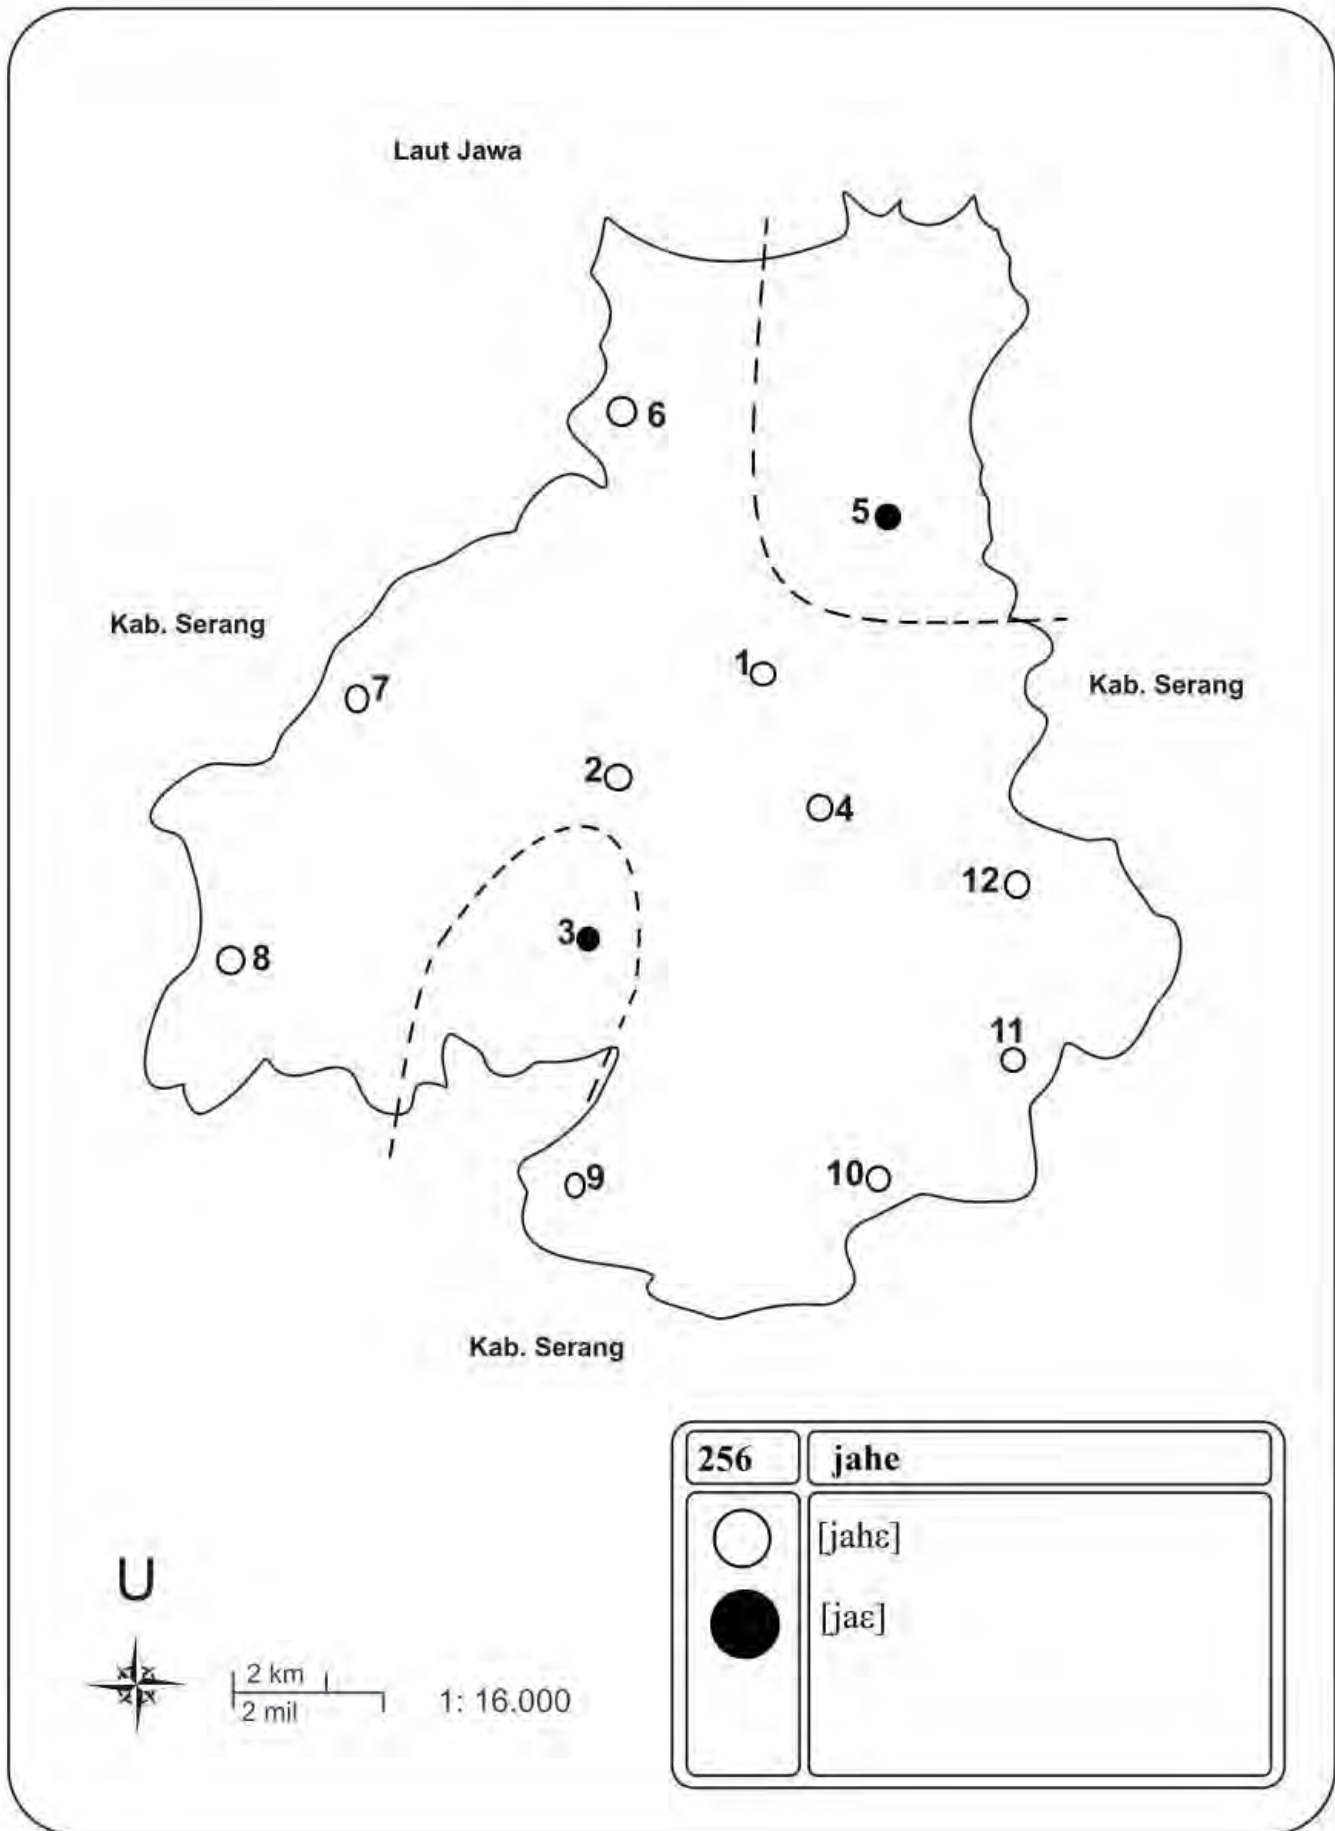 Laut Jawa
6
5
Kab. Serang
1
7
Kab. Serang
2
4
12
3
8
11
9
10
Kab. Serang
256 jahe
[jahɛ]
[jaɛ]
U
2 km
2 mil
1: 16.000